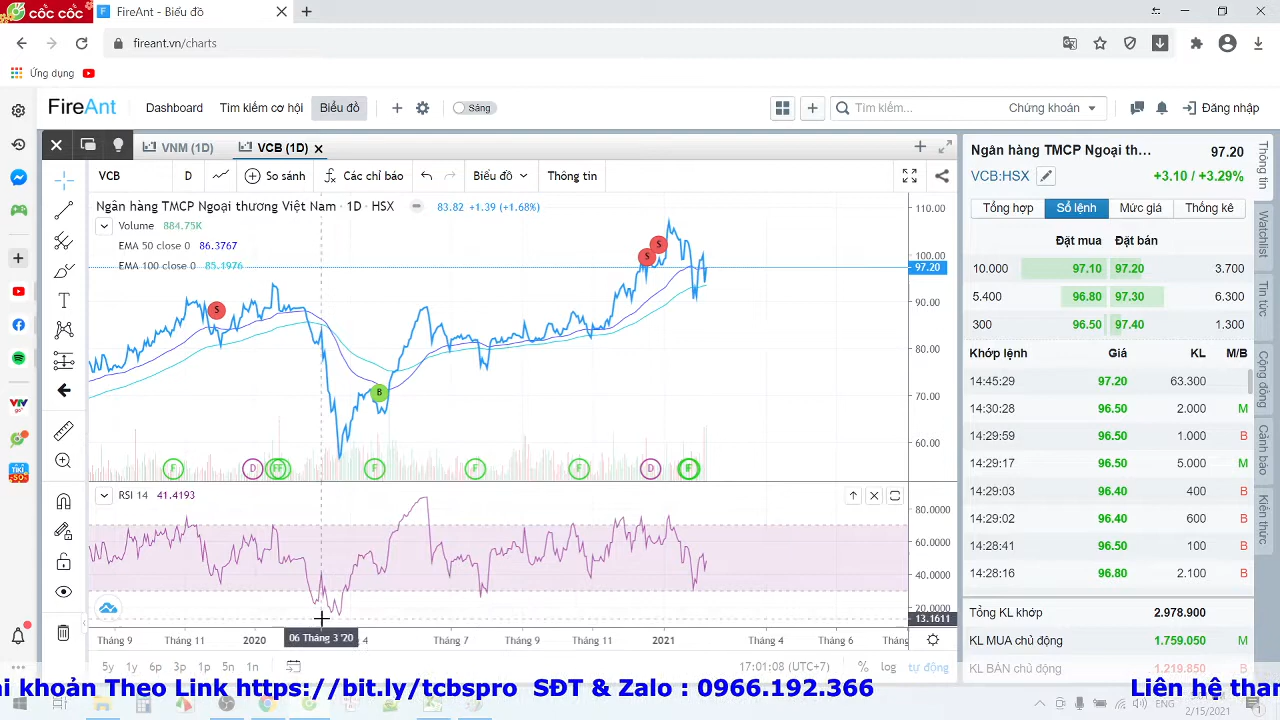 cốc cốc
FireAnt - Biểu đồ
fireant.vn/charts
Ứng dụng
FireAnt Dashboard Tìm kiếm cơ hội Biểu đồ Sáng Tìm kiếm... Chứng khoán Đăng nhập
VNM (1D) VCB (1D)
VCB D So sánh Các chỉ báo Biểu đồ Thông tin
Ngân hàng TMCP Ngoại thương Việt Nam · 1D · HSX 83.82 +1.39 (+1.68%)
Volume 884.75K
EMA 50 close 0 86.3767
EMA 100 close 0 85.1976
110.00
100.00
97.20
90.00
80.00
70.00
60.00
S
S
S
B
F D F F F F F D F
RSI 14 41.4193
80.0000
60.0000
40.0000
20.0000
13.1611
Tháng 9 Tháng 11 2020 06 Tháng 3 '20 4 Tháng 7 Tháng 9 Tháng 11 2021 Tháng 4 Tháng 6 Tháng
5y 1y 6p 3p 1p 5n 1n 17:01:08 (UTC+7) % log tự động
Ngân hàng TMCP Ngoại th... 97.20
VCB:HSX +3.10 / +3.29%
Tổng hợp Sổ lệnh Mức giá Thống kê
Đặt mua Đặt bán
10.000 97.10 97.20 3.700
5.400 96.80 97.30 6.300
300 96.50 97.40 1.300
Khớp lệnh Giá KL M/B
14:45:29 97.20 63.300
14:30:28 96.50 2.000 M
14:29:59 96.50 1.000 B
14:29:17 96.50 5.000 M
14:29:03 96.40 400 B
14:29:02 96.40 600 B
14:28:41 96.50 100 B
14:28:16 96.80 2.100 M
Tổng KL khớp 2.978.900
KL MUA chủ động 1.759.050 M
KL BÁN chủ động 1.219.850 B
Thông tin
Watchlist
Tin tức
Cộng đồng
Cảnh báo
Kiến thức
VTV
go
TIKI
ải khoản Theo Link https://bit.ly/tcbspro SĐT & Zalo : 0966.192.366 Liên hệ tha
ENG
2/15/2021